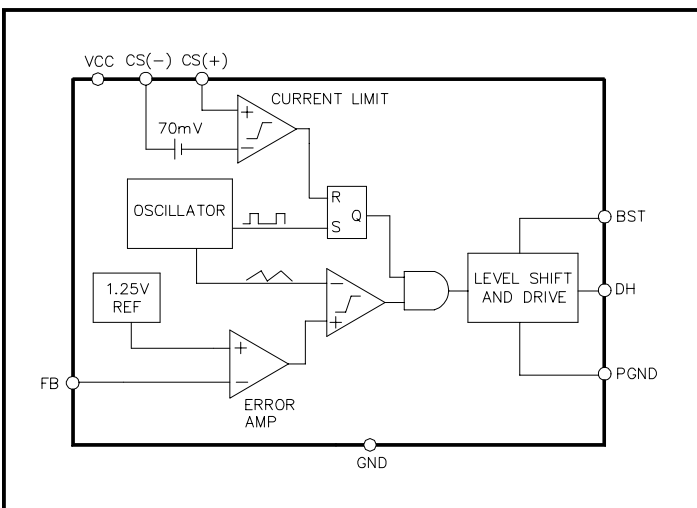 VCC CS(−) CS(+)
CURRENT LIMIT
+
70mV
−
R
OSCILLATOR
Q
S
BST
−
LEVEL SHIFT
AND DRIVE
DH
1.25V
REF
+
+
FB
−
PGND
ERROR
AMP
GND